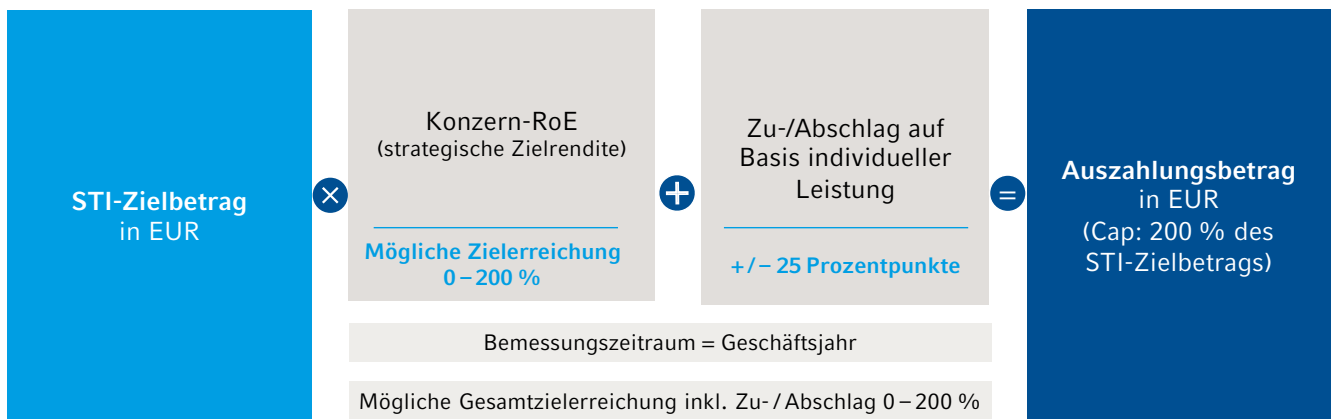 STI-Zielbetrag
in EUR
×
Konzern-RoE
(strategische Zielrendite)
Mögliche Zielerreichung
0–200 %
+
Zu-/Abschlag auf
Basis individueller
Leistung
+/– 25 Prozentpunkte
=
Auszahlungsbetrag
in EUR
(Cap: 200 % des
STI-Zielbetrags)
Bemessungszeitraum = Geschäftsjahr
Mögliche Gesamtzielerreichung inkl. Zu-/Abschlag 0–200 %